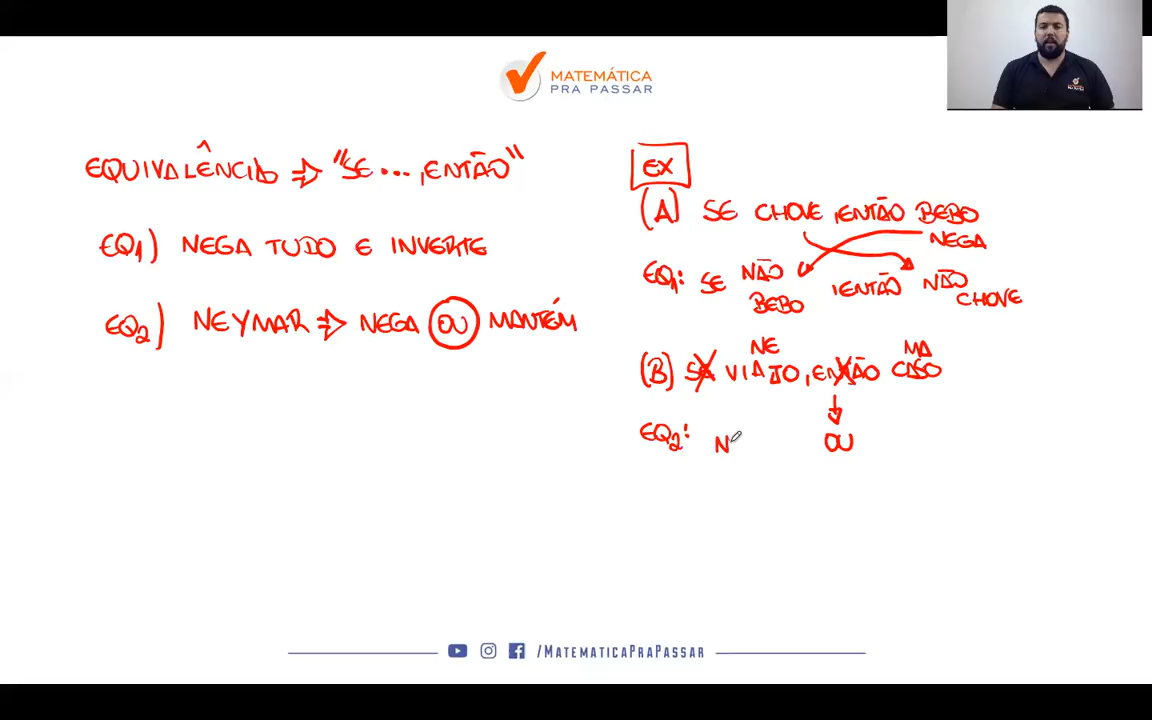 MATEMÁTICA
PRA PASSAR
EQUIVALÊNCIA ⇒ "SE ..., ENTÃO"
EQ1) NEGA TUDO E INVERTE
EQ2) NEYMAR ⇒ NEGA OU MANTÉM
EX
(A) SE CHOVE, ENTÃO BEBO
NEGA
EQ1: SE NÃO BEBO, ENTÃO NÃO CHOVE
NE MA
(B) SE VIAJO, ENTÃO CASO
EQ2: N OU
/MATEMATICAPRAPASSAR